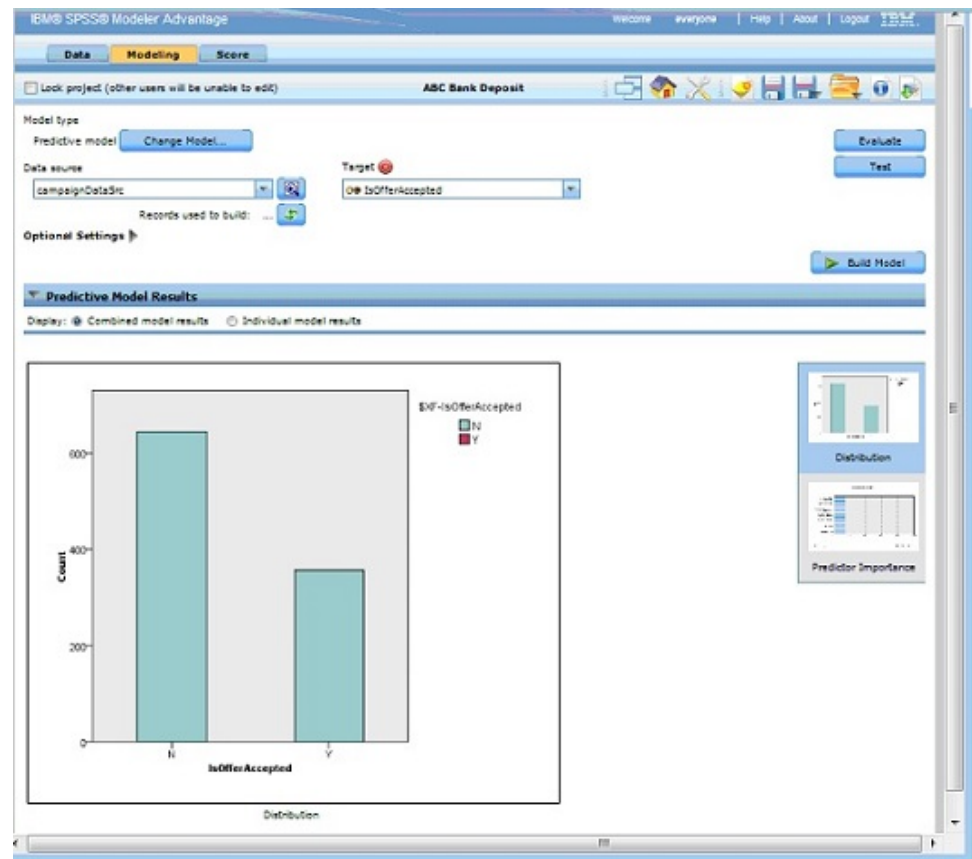 IBM® SPSS® Modeler Advantage
Welcome everyone | Help | About | Logout IBM.
Data Modeling Score
Lock project (other users will be unable to edit) ABC Bank Deposit
Model type
Predictive model Change Model...
Evaluate
Data source Target Test
campaignDataSrc IsOfferAccepted
Records used to build: ...
Optional Settings
Build Model
Predictive Model Results
Display: Combined model results Individual model results
$XF-IsOfferAccepted
N
Y
600
400
200
0
Count
N Y
IsOfferAccepted
Distribution
Distribution
Predictor Importance